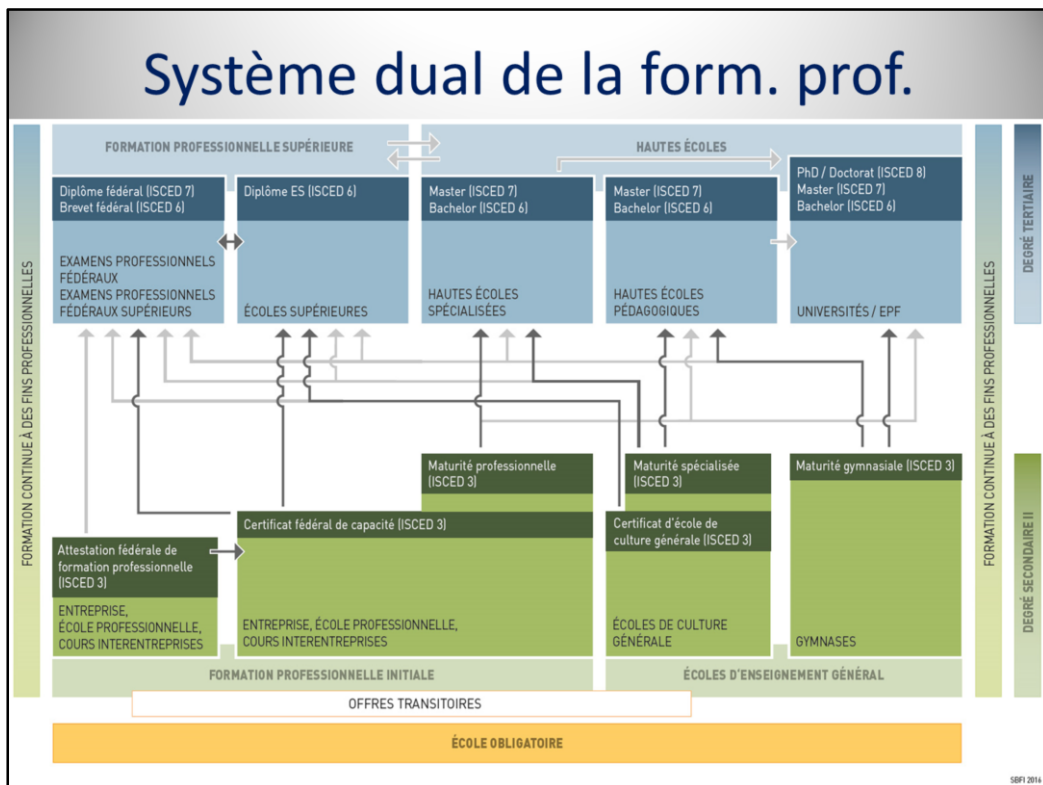 Système dual de la form. prof.
FORMATION CONTINUE À DES FINS PROFESSIONNELLES
FORMATION PROFESSIONNELLE SUPÉRIEURE
HAUTES ÉCOLES
Diplôme fédéral (ISCED 7)
Brevet fédéral (ISCED 6)
EXAMENS PROFESSIONNELS
FÉDÉRAUX
EXAMENS PROFESSIONNELS
FÉDÉRAUX SUPÉRIEURS
Diplôme ES (ISCED 6)
ÉCOLES SUPÉRIEURES
Master (ISCED 7)
Bachelor (ISCED 6)
HAUTES ÉCOLES
SPÉCIALISÉES
Master (ISCED 7)
Bachelor (ISCED 6)
HAUTES ÉCOLES
PÉDAGOGIQUES
PhD / Doctorat (ISCED 8)
Master (ISCED 7)
Bachelor (ISCED 6)
UNIVERSITÉS / EPF
FORMATION CONTINUE À DES FINS PROFESSIONNELLES
DEGRÉ TERTIAIRE
Maturité professionnelle
(ISCED 3)
Maturité spécialisée
(ISCED 3)
Maturité gymnasiale (ISCED 3)
Certificat fédéral de capacité (ISCED 3)
Certificat d'école de
culture générale (ISCED 3)
Attestation fédérale de
formation professionnelle
(ISCED 3)
ENTREPRISE,
ÉCOLE PROFESSIONNELLE,
COURS INTERENTREPRISES
ENTREPRISE, ÉCOLE PROFESSIONNELLE,
COURS INTERENTREPRISES
ÉCOLES DE CULTURE
GÉNÉRALE
GYMNASES
DEGRÉ SECONDAIRE II
FORMATION PROFESSIONNELLE INITIALE
ÉCOLES D'ENSEIGNEMENT GÉNÉRAL
OFFRES TRANSITOIRES
ÉCOLE OBLIGATOIRE
SBFI 2016